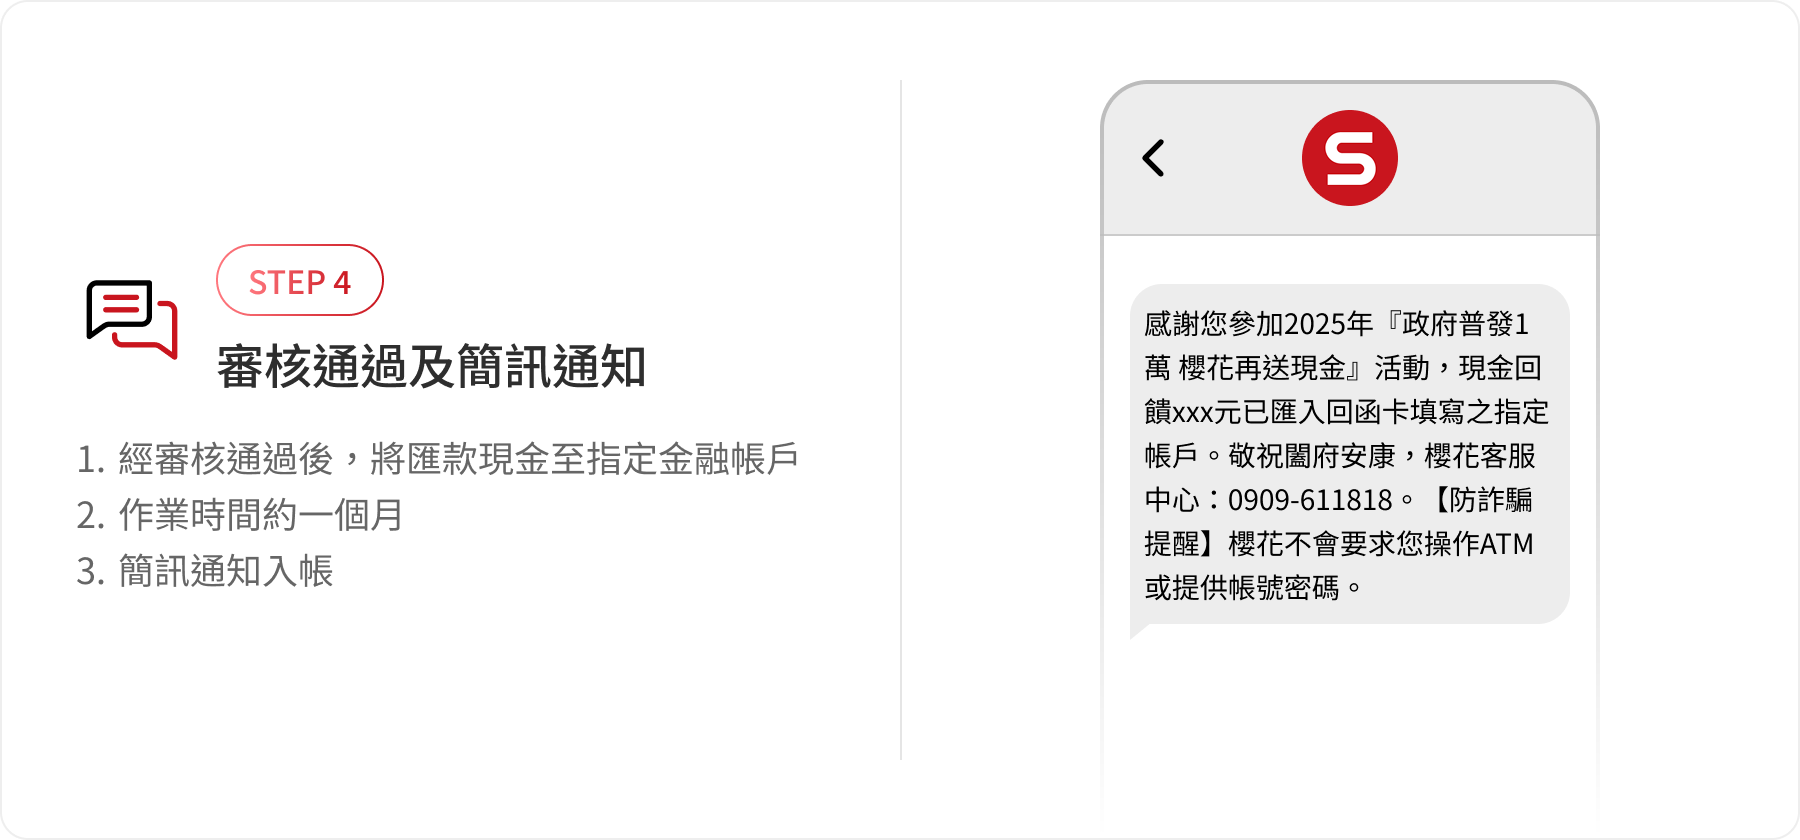 STEP 4
審核通過及簡訊通知
1. 經審核通過後，將匯款現金至指定金融帳戶
2. 作業時間約一個月
3. 簡訊通知入帳
S
感謝您參加2025年『政府普發1
萬 櫻花再送現金』活動，現金回
饋xxx元已匯入回函卡填寫之指定
帳戶。敬祝闔府安康，櫻花客服
中心：0909-611818。【防詐騙
提醒】櫻花不會要求您操作ATM
或提供帳號密碼。